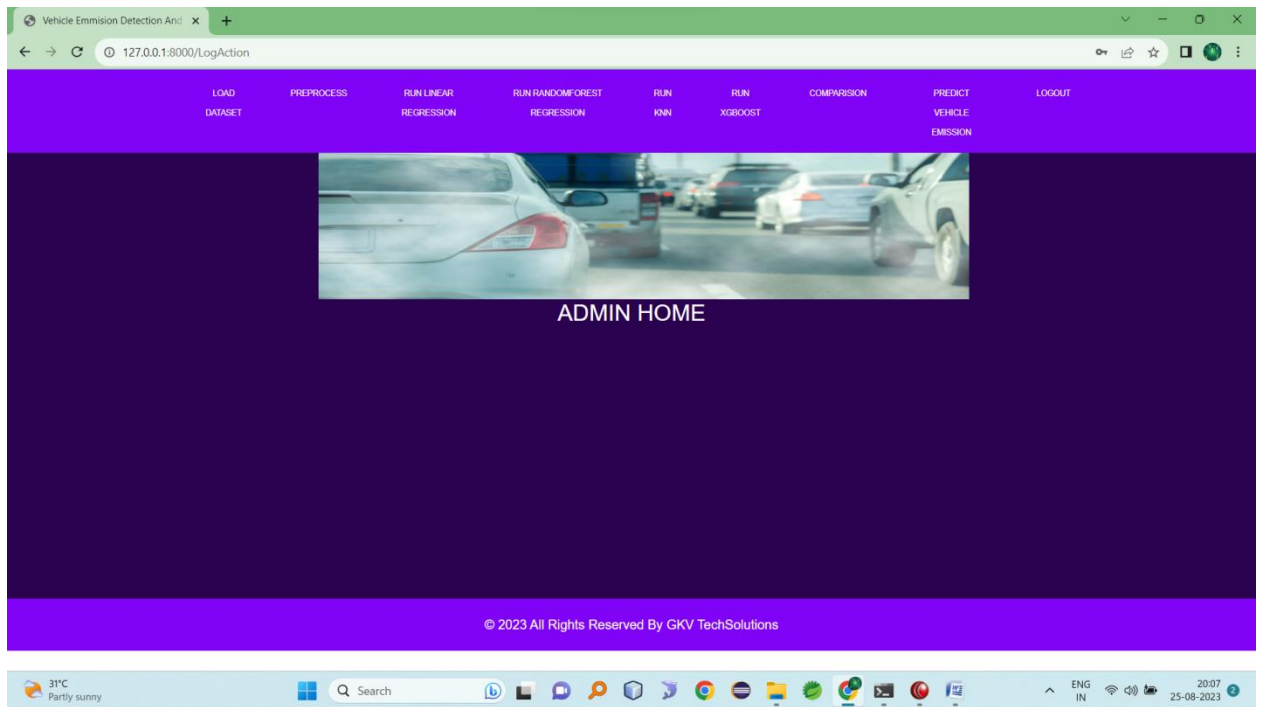 Vehicle Emmision Detection And
127.0.0.1:8000/LogAction
LOAD DATASET
PREPROCESS
RUN LINEAR REGRESSION
RUN RANDOMFOREST REGRESSION
RUN KNN
RUN XGBOOST
COMPARISION
PREDICT VEHICLE EMISSION
LOGOUT
ADMIN HOME
© 2023 All Rights Reserved By GKV TechSolutions
31°C
Partly sunny
Search
ENG
IN
20:07
25-08-2023
2